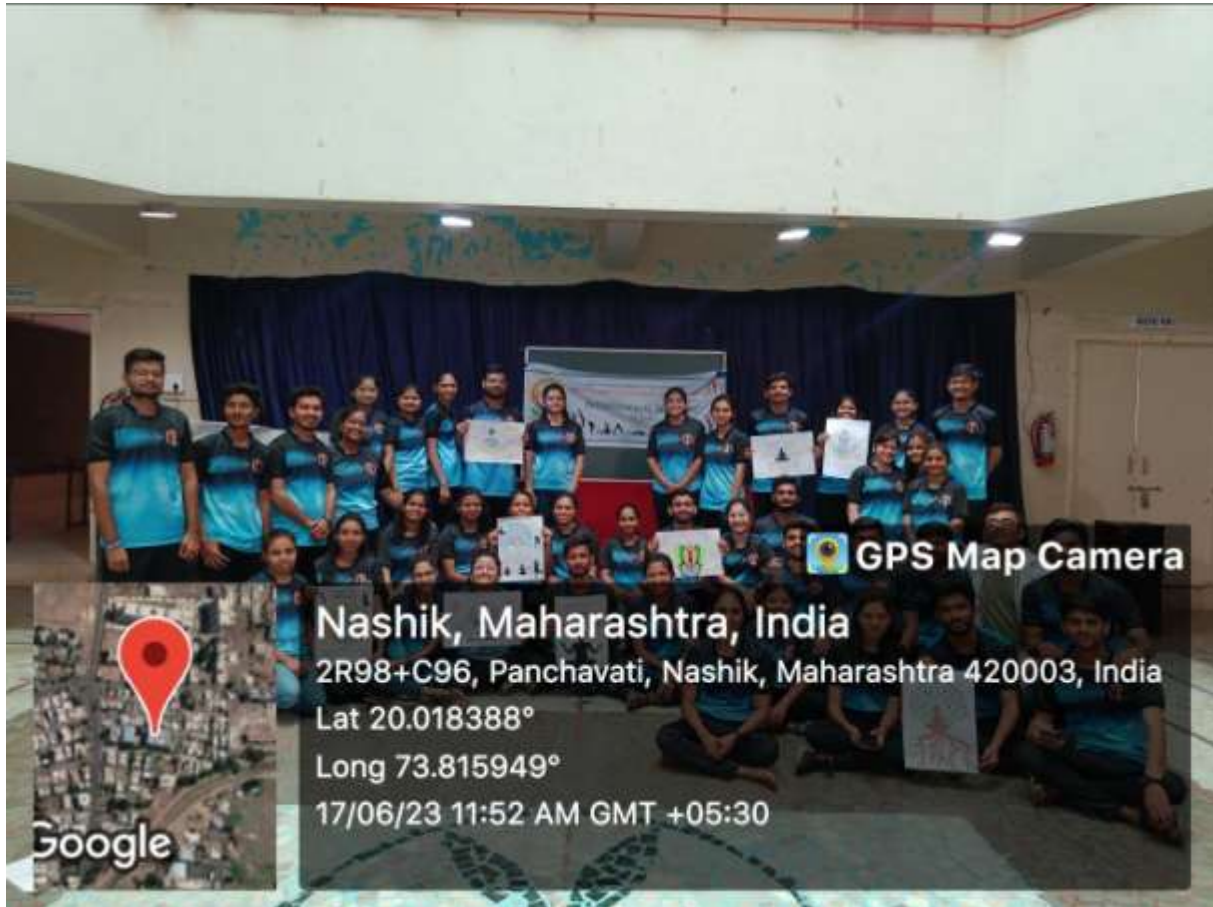 GPS Map Camera
Nashik, Maharashtra, India
2R98+C96, Panchavati, Nashik, Maharashtra 420003, India
Lat 20.018388°
Long 73.815949°
17/06/23 11:52 AM GMT +05:30
Google